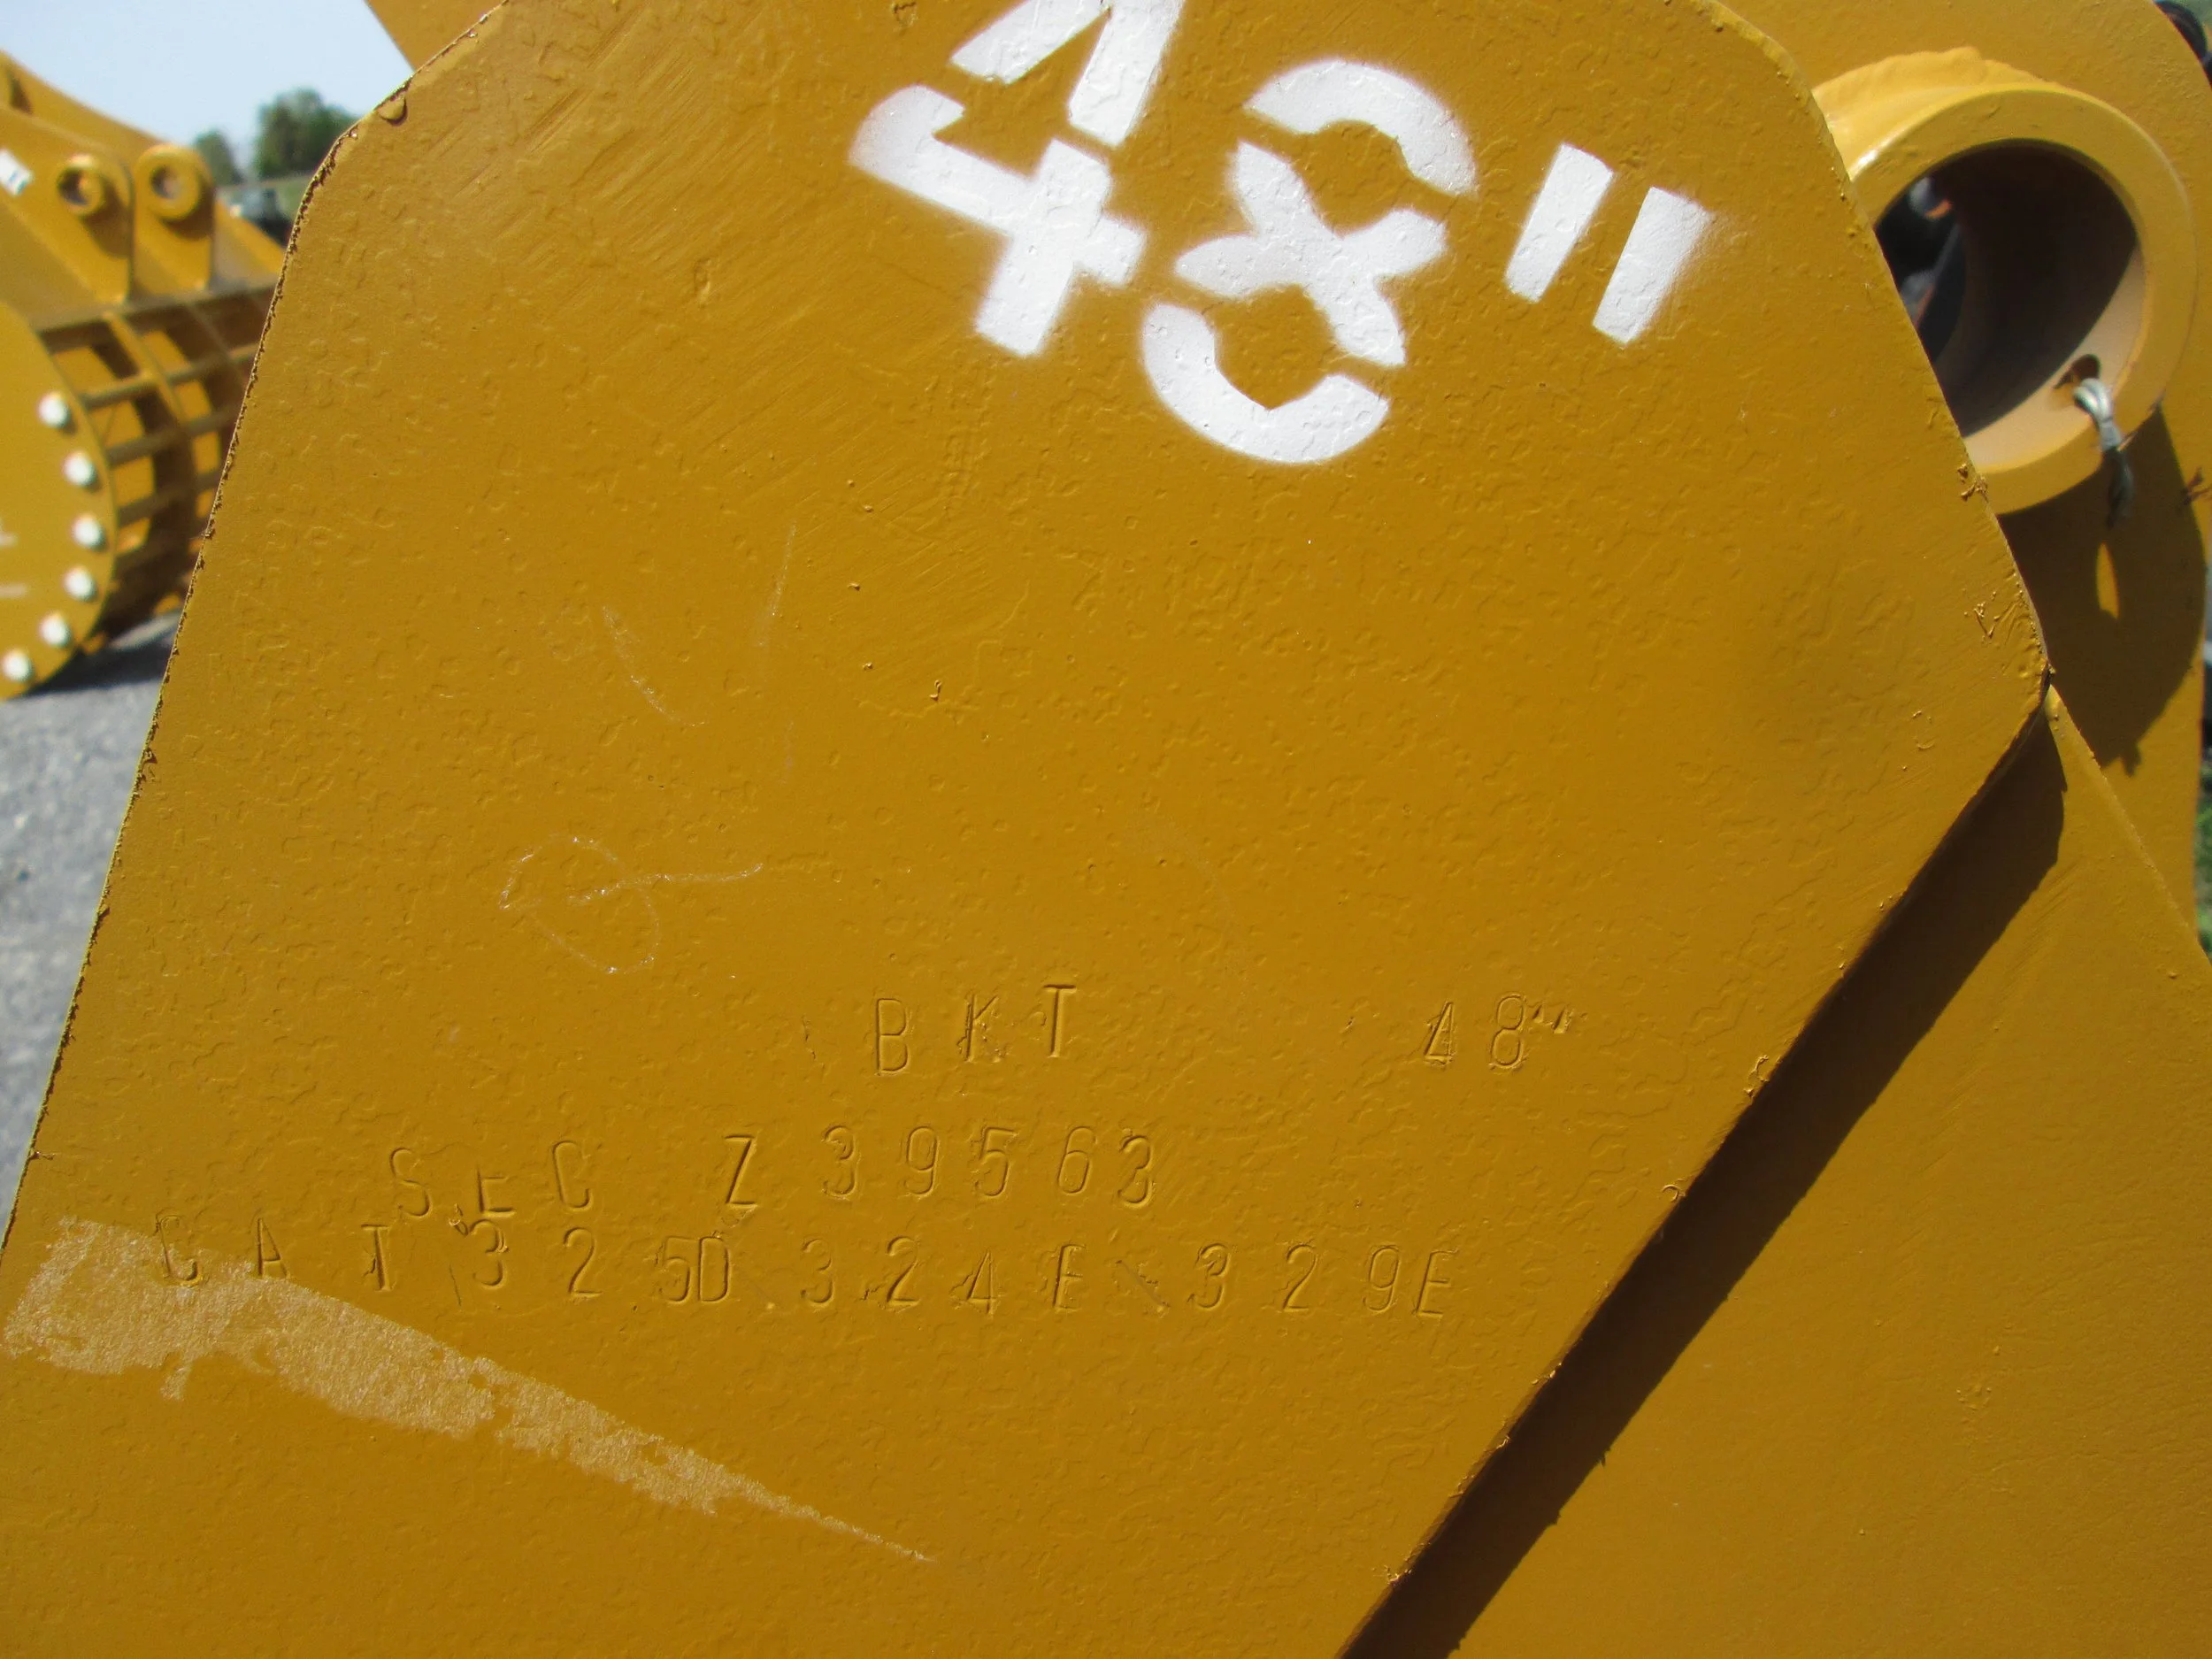 48"
BKT 48"
SEC Z39563
CAT 325D.324E\329E